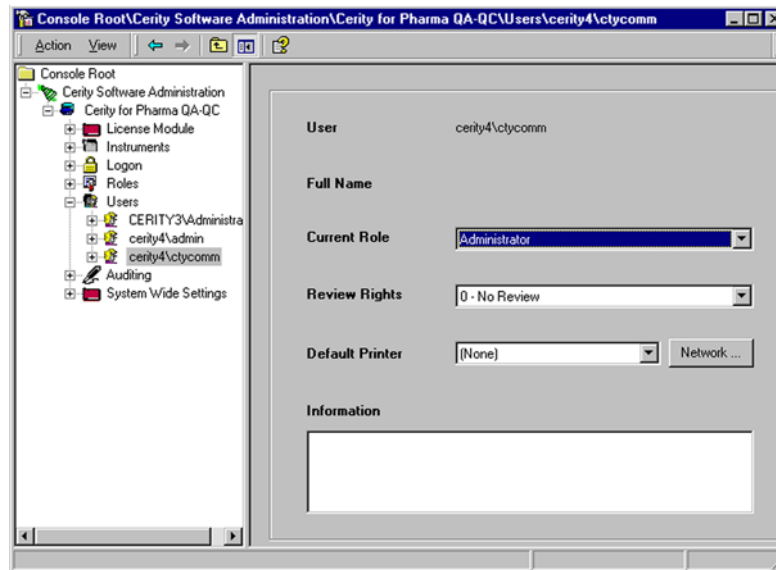 Console Root\Cerity Software Administration\Cerity for Pharma QA-QC\Users\cerity4\ctycomm
Action View
Console Root
Cerity Software Administration
Cerity for Pharma QA-QC
License Module
Instruments
Logon
Roles
Users
CERITY3\Administra
cerity4\admin
cerity4\ctycomm
Auditing
System Wide Settings
User cerity4\ctycomm
Full Name
Current Role Administrator
Review Rights 0 - No Review
Default Printer (None) Network ...
Information